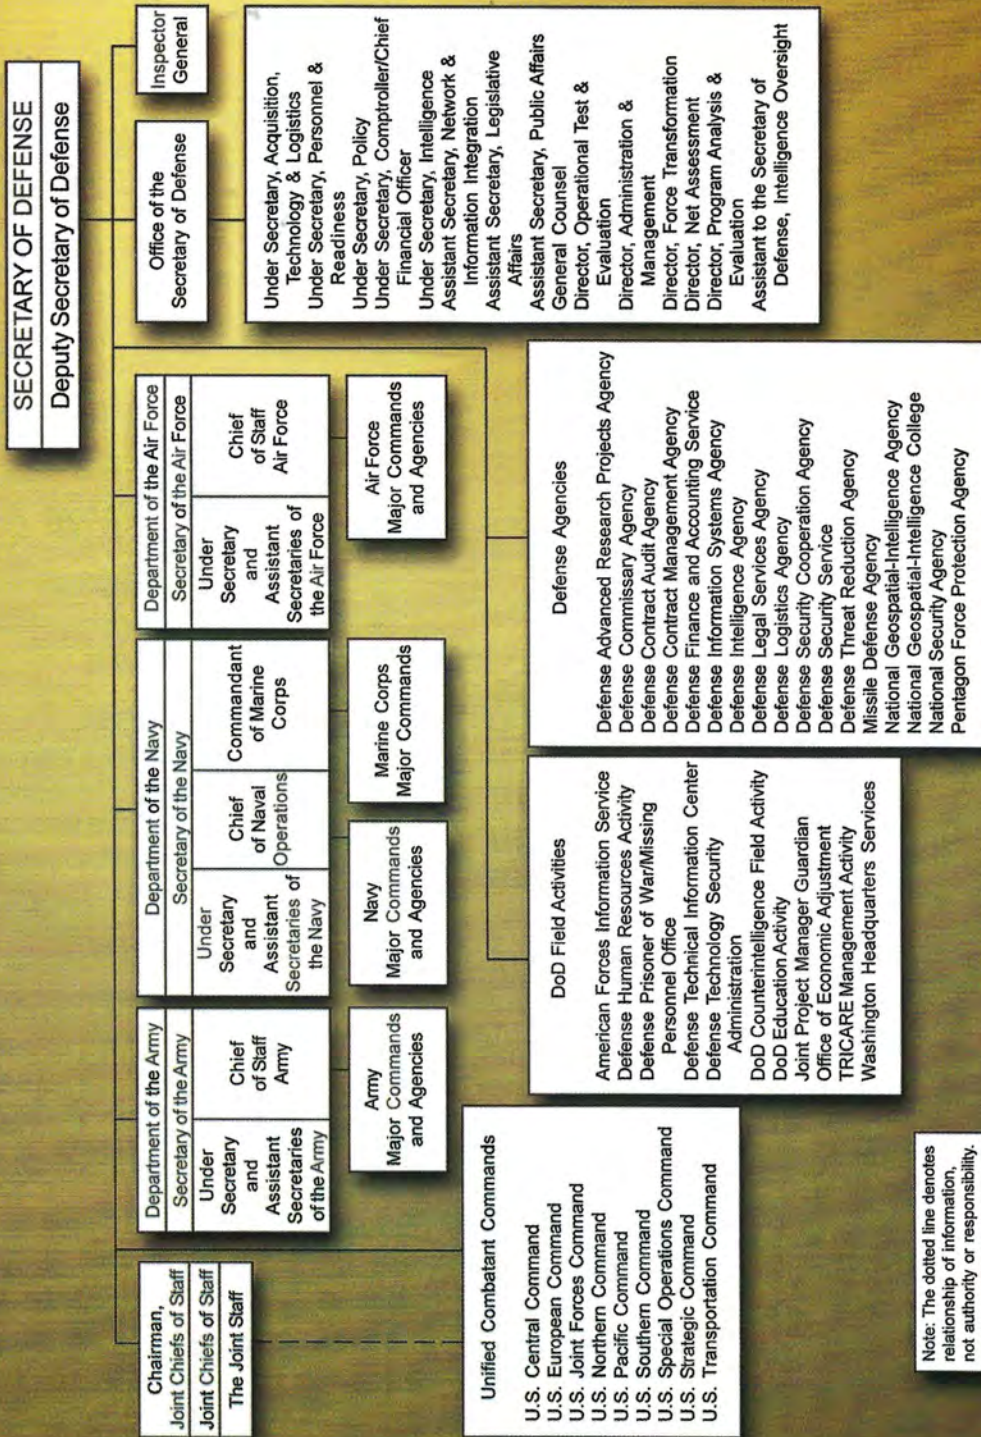 SECRETARY OF DEFENSE
Deputy Secretary of Defense
Chairman,
Joint Chiefs of Staff
Joint Chiefs of Staff
The Joint Staff
Department of the Army
Secretary of the Army
Under
Secretary
and
Assistant
Secretaries
of the Army
Chief
of Staff
Army
Army
Major Commands
and Agencies
Department of the Navy
Secretary of the Navy
Under
Secretary
and
Assistant
Secretaries of
the Navy
Chief
of Naval
Operations
Commandant
of Marine
Corps
Navy
Major Commands
and Agencies
Marine Corps
Major Commands
Department of the Air Force
Secretary of the Air Force
Under
Secretary
and
Assistant
Secretaries of
the Air Force
Chief
of Staff
Air Force
Air Force
Major Commands
and Agencies
Office of the
Secretary of Defense
Inspector
General
Under Secretary, Acquisition,
Technology & Logistics
Under Secretary, Personnel &
Readiness
Under Secretary, Policy
Under Secretary, Comptroller/Chief
Financial Officer
Under Secretary, Intelligence
Assistant Secretary, Network &
Information Integration
Assistant Secretary, Legislative
Affairs
Assistant Secretary, Public Affairs
General Counsel
Director, Operational Test &
Evaluation
Director, Administration &
Management
Director, Force Transformation
Director, Net Assessment
Director, Program Analysis &
Evaluation
Assistant to the Secretary of
Defense, Intelligence Oversight
Unified Combatant Commands
U.S. Central Command
U.S. European Command
U.S. Joint Forces Command
U.S. Northern Command
U.S. Pacific Command
U.S. Southern Command
U.S. Special Operations Command
U.S. Strategic Command
U.S. Transportation Command
DoD Field Activities
American Forces Information Service
Defense Human Resources Activity
Defense Prisoner of War/Missing
Personnel Office
Defense Technical Information Center
Defense Technology Security
Administration
DoD Counterintelligence Field Activity
DoD Education Activity
Joint Project Manager Guardian
Office of Economic Adjustment
TRICARE Management Activity
Washington Headquarters Services
Defense Agencies
Defense Advanced Research Projects Agency
Defense Commissary Agency
Defense Contract Audit Agency
Defense Contract Management Agency
Defense Finance and Accounting Service
Defense Information Systems Agency
Defense Intelligence Agency
Defense Legal Services Agency
Defense Logistics Agency
Defense Security Cooperation Agency
Defense Security Service
Defense Threat Reduction Agency
Missile Defense Agency
National Geospatial-Intelligence Agency
National Geospatial-Intelligence College
National Security Agency
Pentagon Force Protection Agency
Note: The dotted line denotes
relationship of information,
not authority or responsibility.